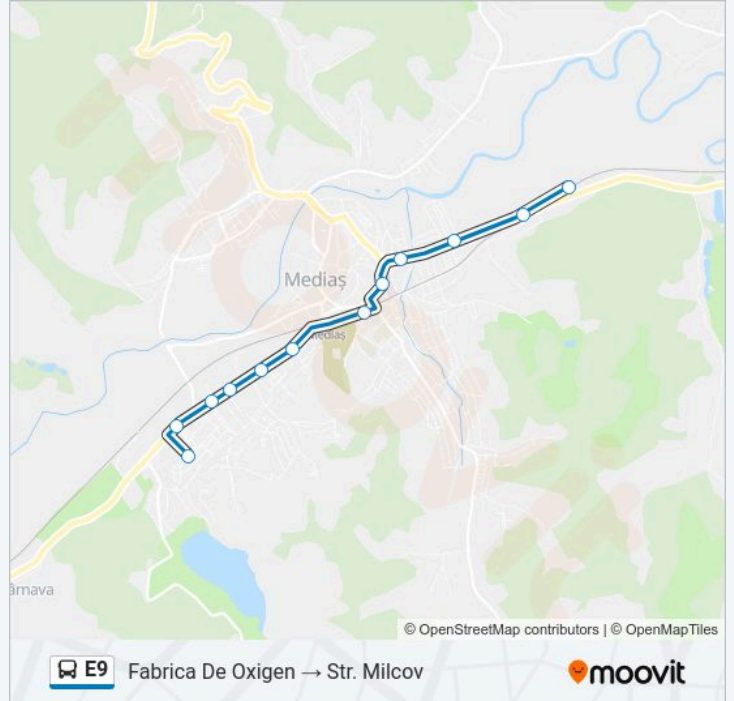 Mediaș
Mediaș
ârnava
© OpenStreetMap contributors | © OpenMapTiles
E9 Fabrica De Oxigen → Str. Milcov
moovit